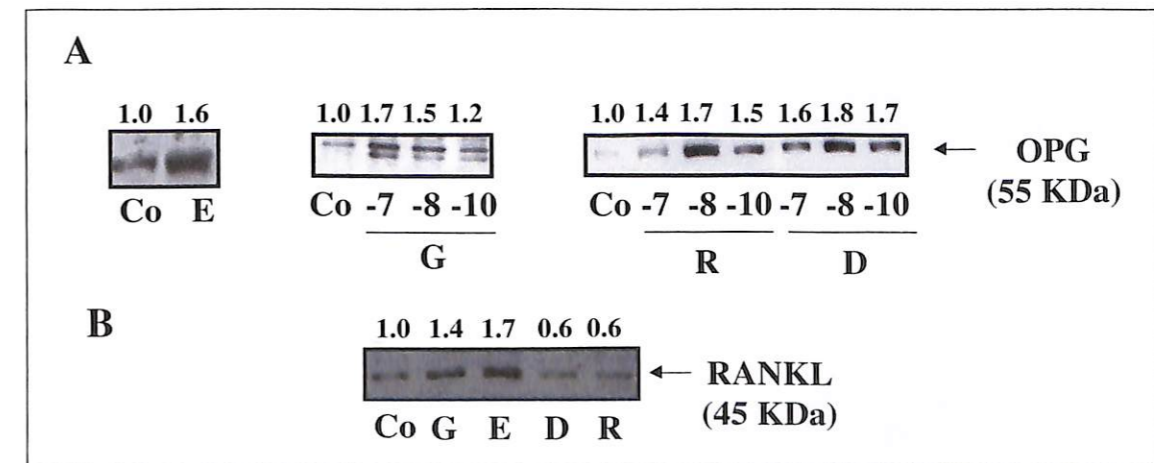 A
1.0 1.6
1.0 1.7 1.5 1.2
1.0 1.4 1.7 1.5 1.6 1.8 1.7
OPG
(55 KDa)
Co E
Co -7 -8 -10
Co -7 -8 -10 -7 -8 -10
G
R
D
B
1.0 1.4 1.7 0.6 0.6
RANKL
(45 KDa)
Co G E D R